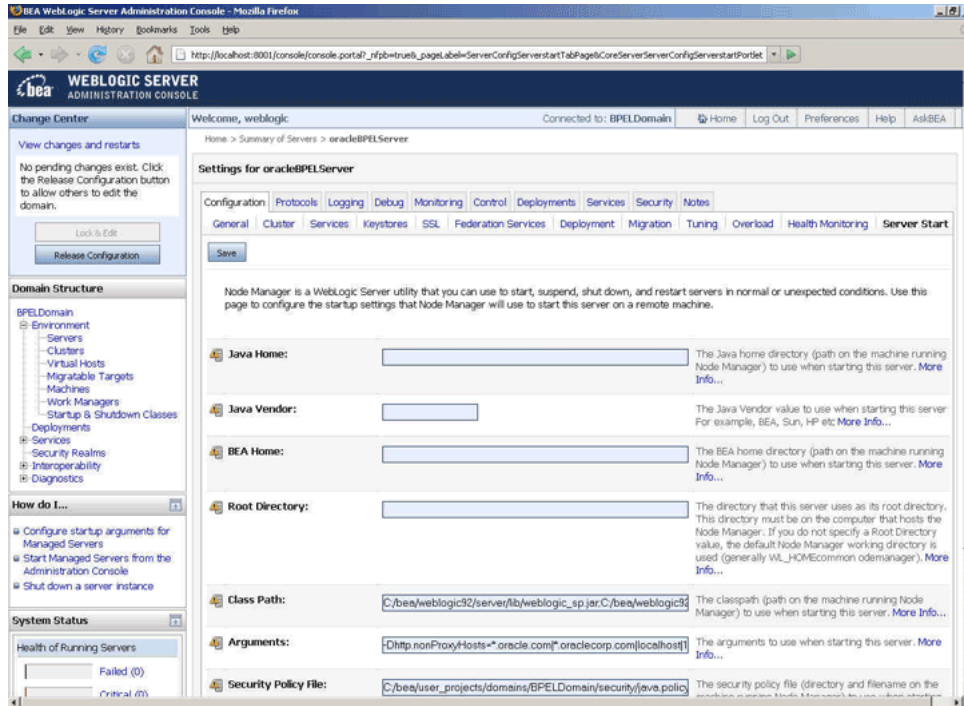 BEA WebLogic Server Administration Console - Mozilla Firefox
File Edit View History Bookmarks Tools Help
http://localhost:8001/console/console.portal?_nfpb=true&_pageLabel=ServerConfigServerstartTabPage&CoreServerServerConfigServerstartPortlet
bea
WEBLOGIC SERVER
ADMINISTRATION CONSOLE
Change Center
View changes and restarts
No pending changes exist. Click
the Release Configuration button
to allow others to edit the
domain.
Lock & Edit
Release Configuration
Domain Structure
BPELDomain
Environment
Servers
Clusters
Virtual Hosts
Migratable Targets
Machines
Work Managers
Startup & Shutdown Classes
Deployments
Services
Security Realms
Interoperability
Diagnostics
How do I...
Configure startup arguments for
Managed Servers
Start Managed Servers from the
Administration Console
Shut down a server instance
System Status
Health of Running Servers
Failed (0)
Critical (0)
Welcome, weblogic
Connected to: BPELDomain
Home Log Out Preferences Help AskBEA
Home > Summary of Servers > oracleBPELServer
Settings for oracleBPELServer
Configuration Protocols Logging Debug Monitoring Control Deployments Services Security Notes
General Cluster Services Keystores SSL Federation Services Deployment Migration Tuning Overload Health Monitoring Server Start
Save
Node Manager is a WebLogic Server utility that you can use to start, suspend, shut down, and restart servers in normal or unexpected conditions. Use this
page to configure the startup settings that Node Manager will use to start this server on a remote machine.
Java Home:
The Java home directory (path on the machine running
Node Manager) to use when starting this server. More
Info...
Java Vendor:
The Java Vendor value to use when starting this server
For example, BEA, Sun, HP etc More Info...
BEA Home:
The BEA home directory (path on the machine running
Node Manager) to use when starting this server. More
Info...
Root Directory:
The directory that this server uses as its root directory.
This directory must be on the computer that hosts the
Node Manager. If you do not specify a Root Directory
value, the default Node Manager working directory is
used (generally WL_HOMEcommon odemanager). More
Info...
Class Path:
C:/bea/weblogic92/server/lib/weblogic_sp.jar;C:/bea/weblogic92
The classpath (path on the machine running Node
Manager) to use when starting this server. More Info...
Arguments:
-Dhttp.nonProxyHosts=*.oracle.com|*.oraclecorp.com|localhost|1
The arguments to use when starting this server. More
Info...
Security Policy File:
C:/bea/user_projects/domains/BPELDomain/security/java.policy
The security policy file (directory and filename on the
machine running Node Manager) to use when starting